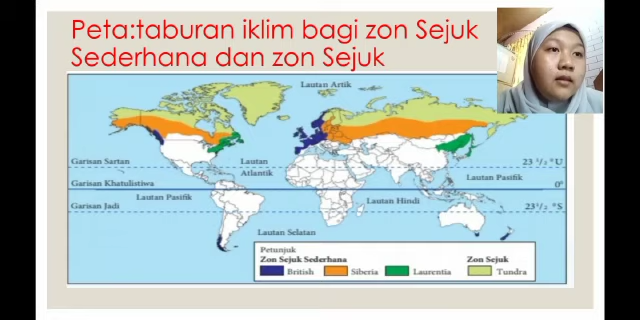 Peta:taburan iklim bagi zon Sejuk
Sederhana dan zon Sejuk
Lautan Artik
Garisan Sartan
Lautan
Atlantik
23 ½ °U
Garisan Khatulistiwa
Lautan Pasifik
0°
Garisan Jadi
Lautan Pasifik
Lautan Hindi
23½ °S
Lautan Selatan
Petunjuk
Zon Sejuk Sederhana
Zon Sejuk
British
Siberia
Laurentia
Tundra